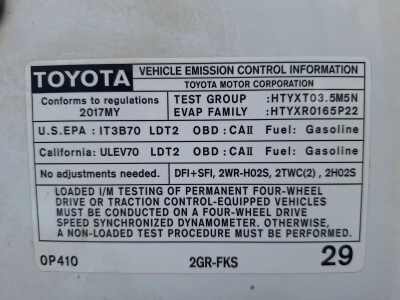 TOYOTA VEHICLE EMISSION CONTROL INFORMATION
TOYOTA MOTOR CORPORATION
Conforms to regulations
2017MY
TEST GROUP :HTYXT03.5M5N
EVAP FAMILY:HTYXR0165P22
U.S.EPA : IT3B70 LDT2 OBD:CAII Fuel: Gasoline
California: ULEV70 LDT2 OBD:CAII Fuel: Gasoline
No adjustments needed. DFI+SFI, 2WR-HO2S, 2TWC(2), 2HO2S
LOADED I/M TESTING OF PERMANENT FOUR-WHEEL
DRIVE OR TRACTION CONTROL-EQUIPPED VEHICLES
MUST BE CONDUCTED ON A FOUR-WHEEL DRIVE
SPEED SYNCHRONIZED DYNAMOMETER. OTHERWISE,
A NON-LOADED TEST PROCEDURE MUST BE PERFORMED.
0P410 2GR-FKS 29